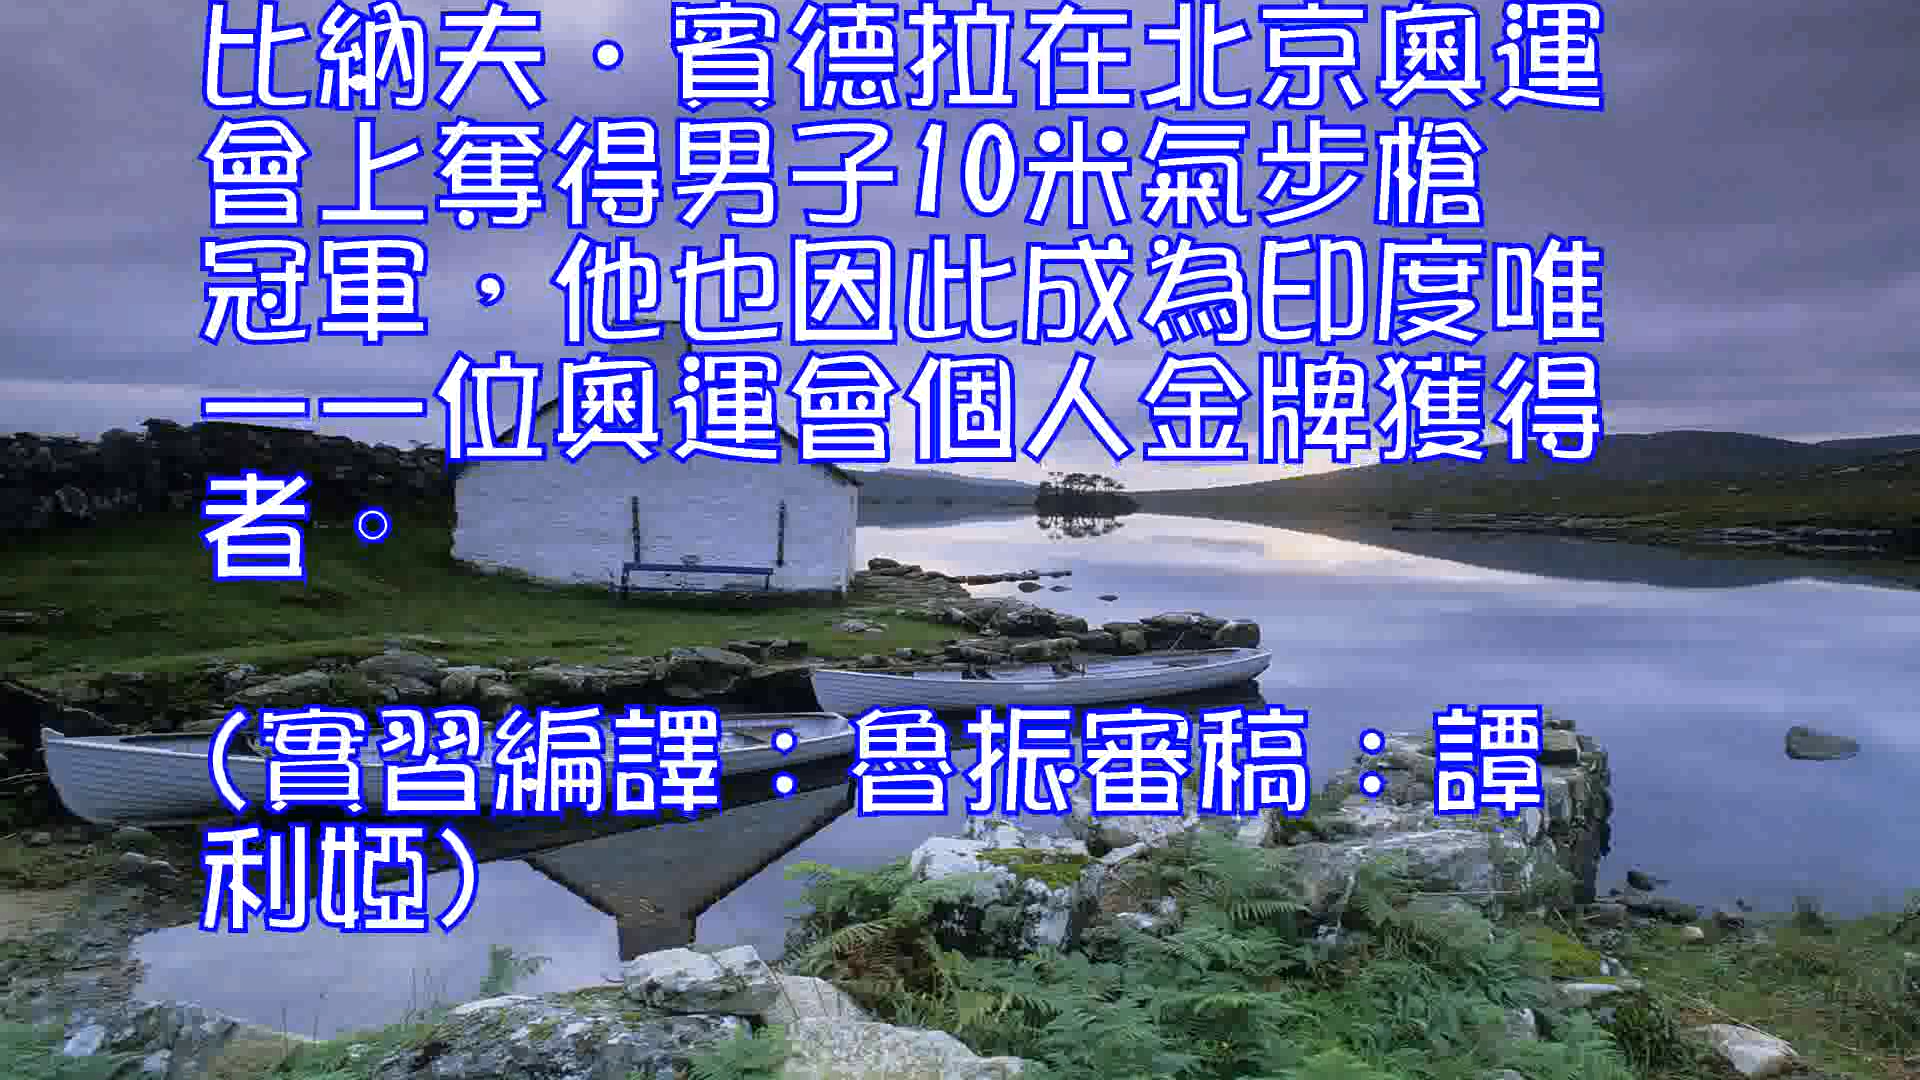 比納夫·賓德拉在北京奧運
會上奪得男子10米氣步槍
冠軍，他也因此成為印度唯
一一位奧運會個人金牌獲得
者。
(實習編譯：魯振審稿：譚
利婭)